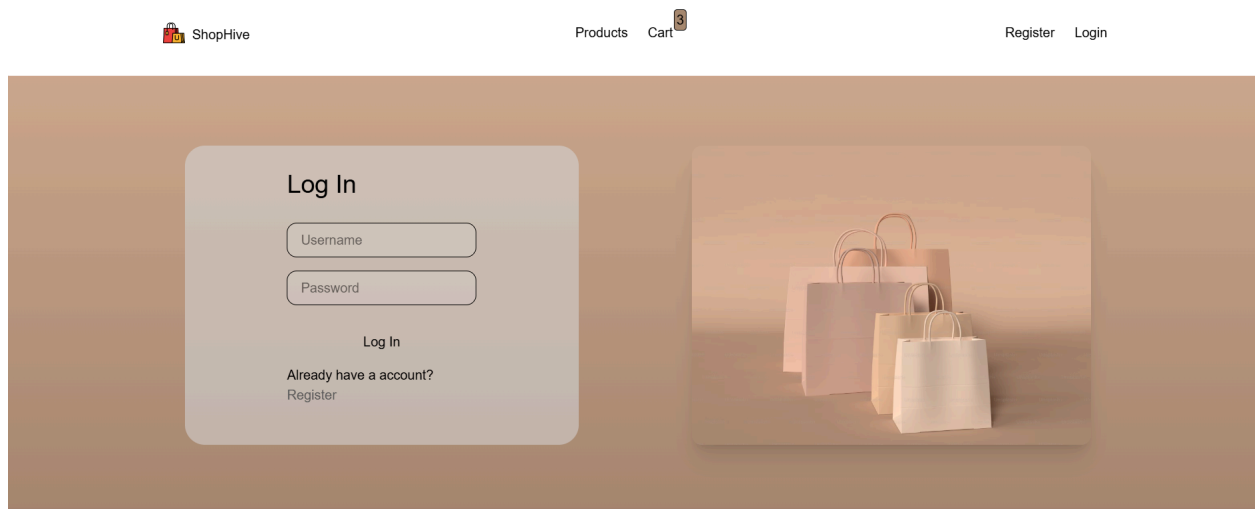 ShopHive
Products Cart 3
Register Login
Log In
Username
Password
Log In
Already have a account?
Register